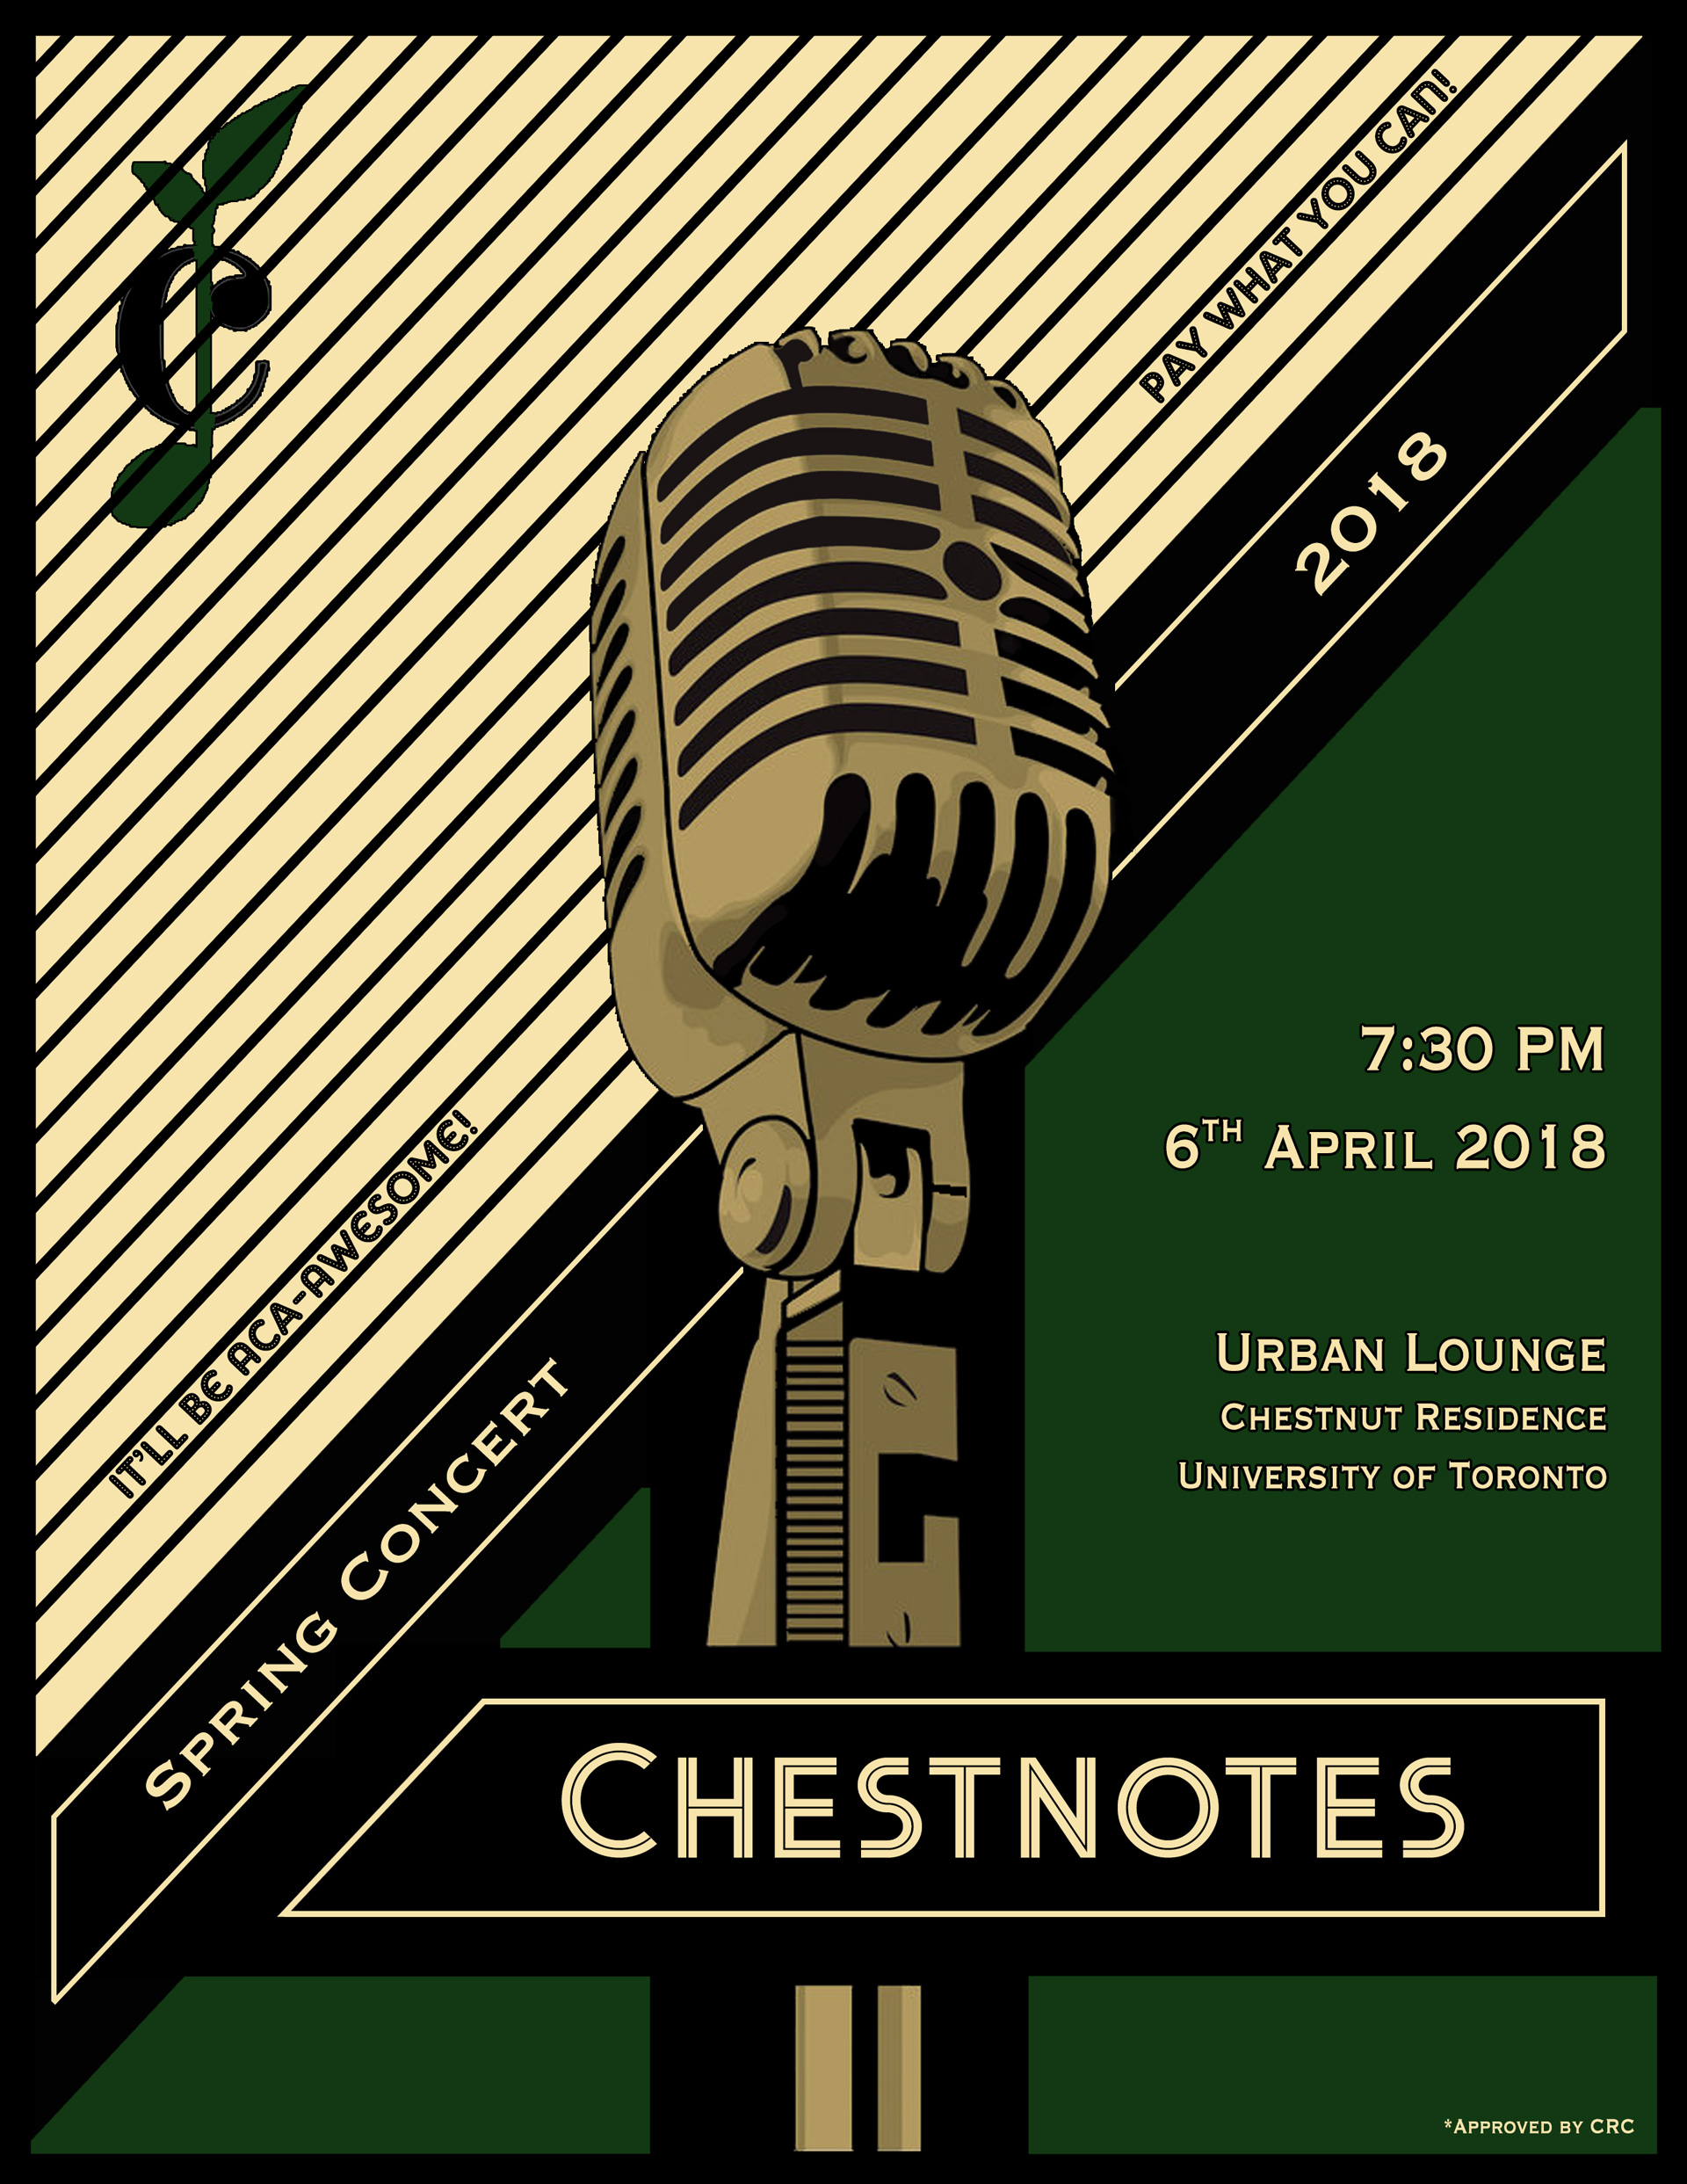 PAY WHAT YOU CAN!
2018
7:30 PM
6TH APRIL 2018
URBAN LOUNGE
CHESTNUT RESIDENCE
UNIVERSITY OF TORONTO
IT'LL BE ACA-AWESOME!
SPRING CONCERT
CHESTNOTES
*APPROVED BY CRC